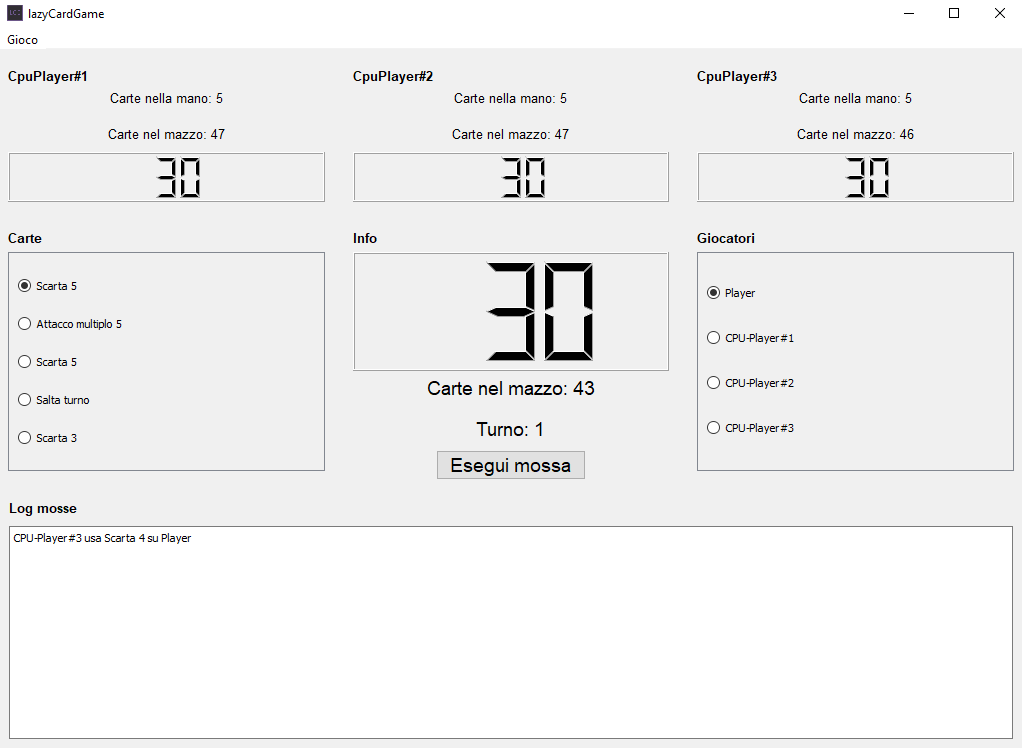 lazyCardGame
Gioco
CpuPlayer#1
Carte nella mano: 5
Carte nel mazzo: 47
30
CpuPlayer#2
Carte nella mano: 5
Carte nel mazzo: 47
30
CpuPlayer#3
Carte nella mano: 5
Carte nel mazzo: 46
30
Carte
Scarta 5
Attacco multiplo 5
Scarta 5
Salta turno
Scarta 3
Info
30
Carte nel mazzo: 43
Turno: 1
Esegui mossa
Giocatori
Player
CPU-Player#1
CPU-Player#2
CPU-Player#3
Log mosse
CPU-Player#3 usa Scarta 4 su Player